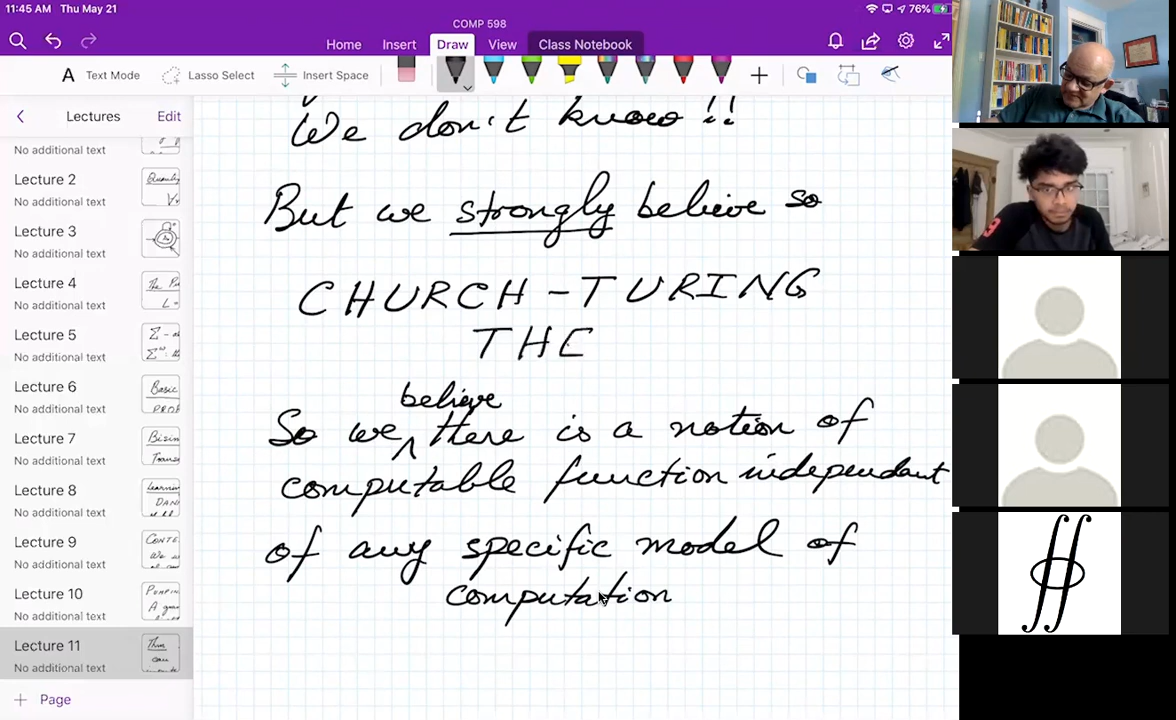 11:45 AM Thu May 21
76%
COMP 598
Home Insert Draw View Class Notebook
A Text Mode Lasso Select Insert Space
Lectures Edit
No additional text
Lecture 2
No additional text
Lecture 3
No additional text
Lecture 4
No additional text
Lecture 5
No additional text
Lecture 6
No additional text
Lecture 7
No additional text
Lecture 8
No additional text
Lecture 9
No additional text
Lecture 10
No additional text
Lecture 11
No additional text
+ Page
We don't know !!
But we strongly believe so
CHURCH-TURING
THE
believe
So we there is a notion of
computable function independant
of any specific model of
computation
∯
9